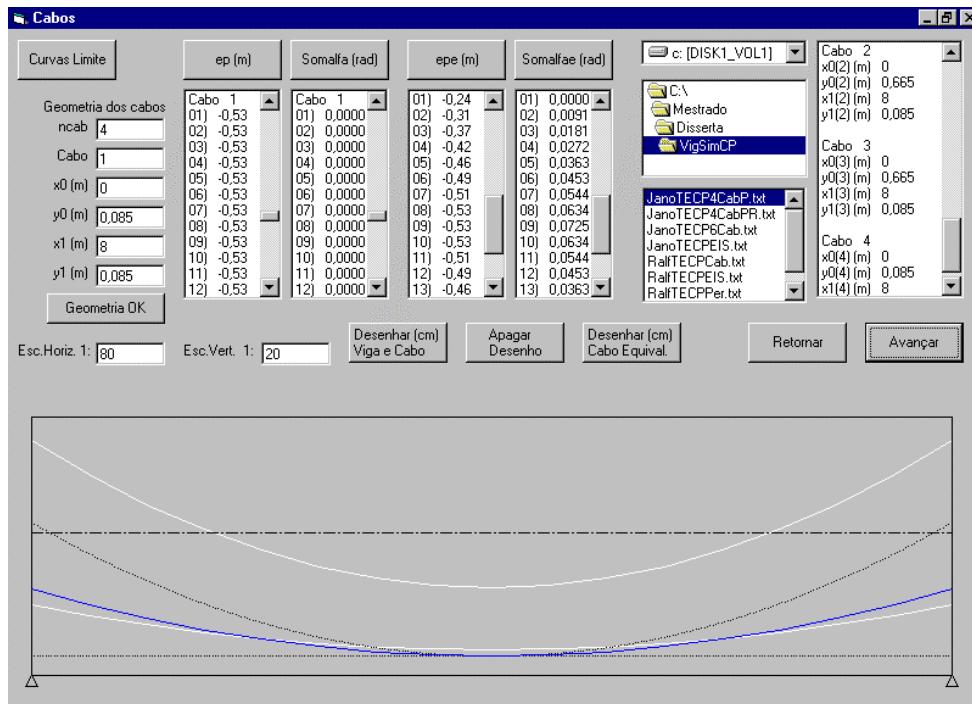 Cabos
Curvas Limite
ep (m)
Somalfa (rad)
epe (m)
Somalfae (rad)
Geometria dos cabos
ncab 4
Cabo 1
x0 (m) 0
y0 (m) 0,085
x1 (m) 8
y1 (m) 0,085
Geometria OK
Cabo 1
01) -0,53
02) -0,53
03) -0,53
04) -0,53
05) -0,53
06) -0,53
07) -0,53
08) -0,53
09) -0,53
10) -0,53
11) -0,53
12) -0,53
Cabo 1
01) 0,0000
02) 0,0000
03) 0,0000
04) 0,0000
05) 0,0000
06) 0,0000
07) 0,0000
08) 0,0000
09) 0,0000
10) 0,0000
11) 0,0000
12) 0,0000
01) -0,24
02) -0,31
03) -0,37
04) -0,42
05) -0,46
06) -0,49
07) -0,51
08) -0,53
09) -0,53
10) -0,53
11) -0,51
12) -0,49
13) -0,46
01) 0,0000
02) 0,0091
03) 0,0181
04) 0,0272
05) 0,0363
06) 0,0453
07) 0,0544
08) 0,0634
09) 0,0725
10) 0,0634
11) 0,0544
12) 0,0453
13) 0,0363
c: [DISK1_VOL1]
C:\
Mestrado
Disserta
VigSimCP
JanoTECP4CabP.txt
JanoTECP4CabPR.txt
JanoTECP6Cab.txt
JanoTECPEIS.txt
RalfTECPCab.txt
RalfTECPEIS.txt
RalfTECPPer.txt
Cabo 2
x0(2) (m) 0
y0(2) (m) 0,665
x1(2) (m) 8
y1(2) (m) 0,085
Cabo 3
x0(3) (m) 0
y0(3) (m) 0,665
x1(3) (m) 8
y1(3) (m) 0,085
Cabo 4
x0(4) (m) 0
y0(4) (m) 0,085
x1(4) (m) 8
Esc.Horiz. 1: 80
Esc.Vert. 1: 20
Desenhar (cm)
Viga e Cabo
Apagar
Desenho
Desenhar (cm)
Cabo Equival.
Retornar
Avançar